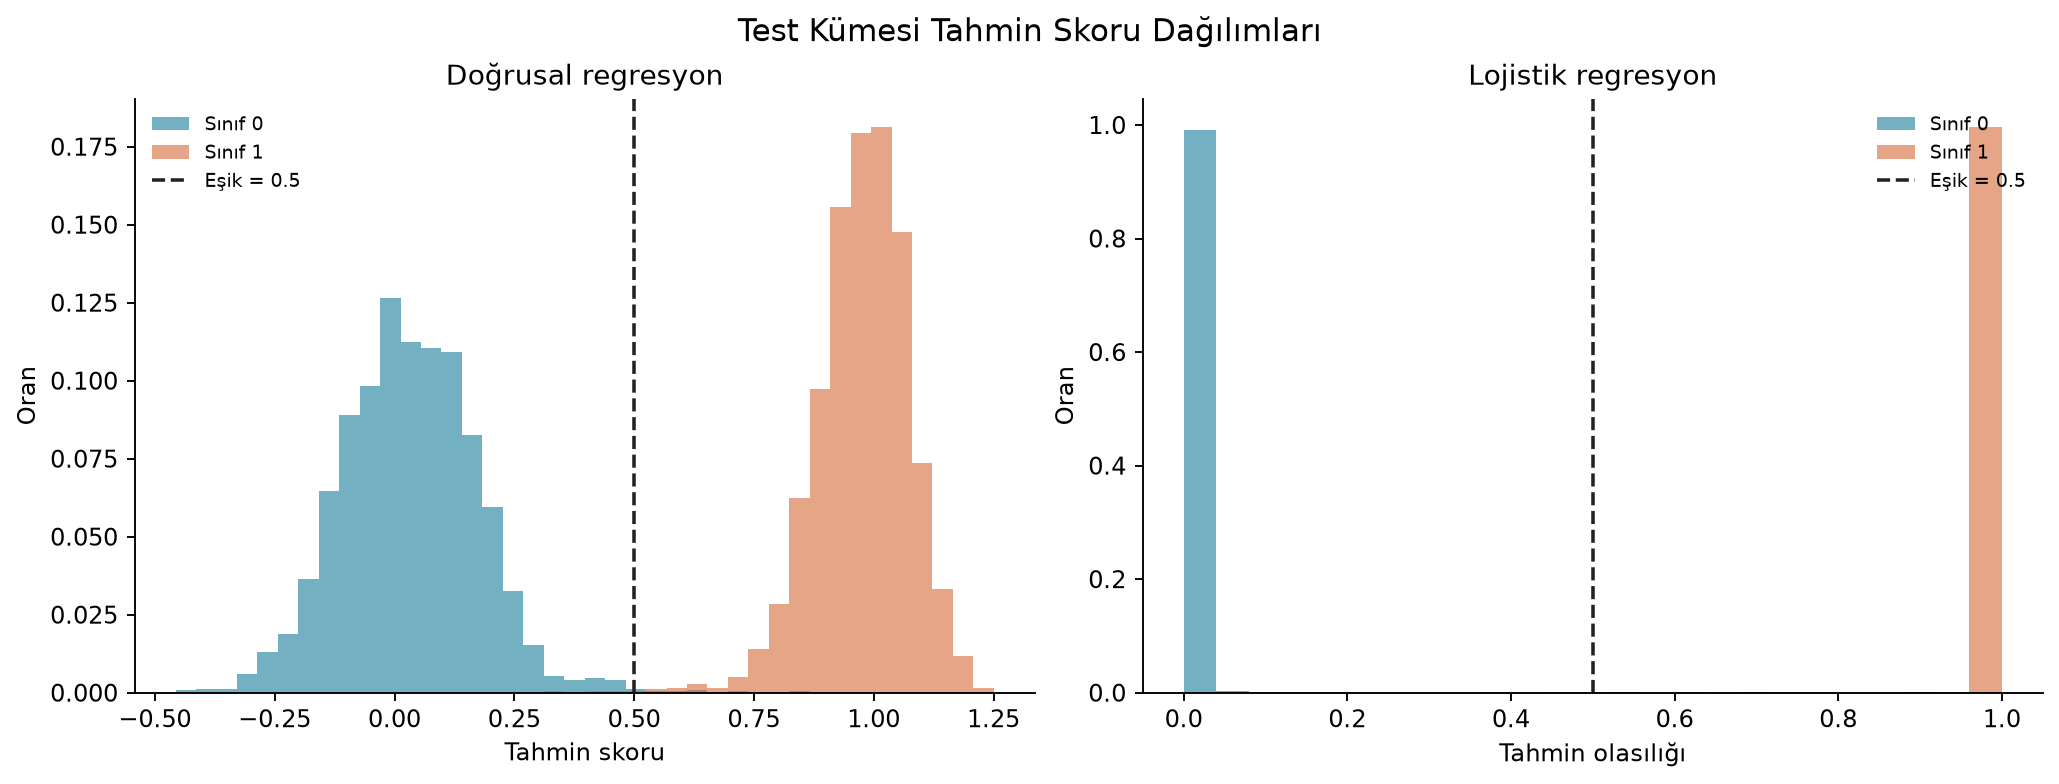 Test Kümesi Tahmin Skoru Dağılımları
Doğrusal regresyon
Sınıf 0
Sınıf 1
Eşik = 0.5
Oran
0.175
0.150
0.125
0.100
0.075
0.050
0.025
0.000
−0.50 −0.25 0.00 0.25 0.50 0.75 1.00 1.25
Tahmin skoru
Lojistik regresyon
Sınıf 0
Sınıf 1
Eşik = 0.5
Oran
1.0
0.8
0.6
0.4
0.2
0.0
0.0 0.2 0.4 0.6 0.8 1.0
Tahmin olasılığı